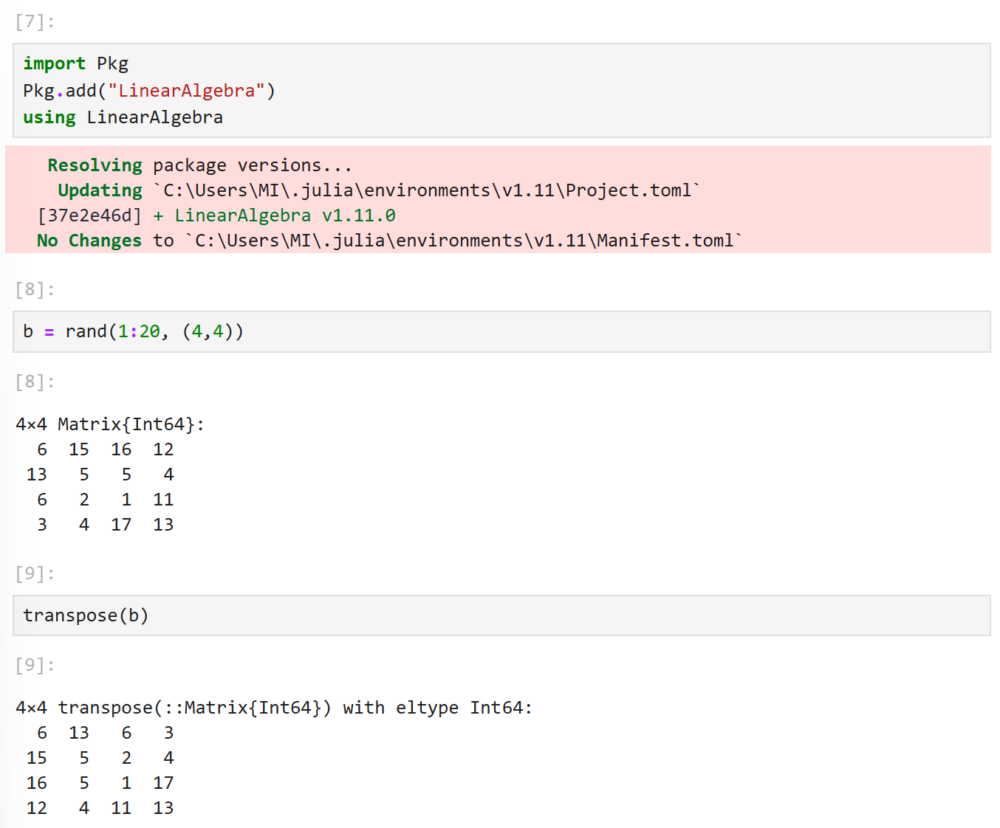 [7]:
import Pkg
Pkg.add("LinearAlgebra")
using LinearAlgebra
   Resolving package versions...
    Updating `C:\Users\MI\.julia\environments\v1.11\Project.toml`
  [37e2e46d] + LinearAlgebra v1.11.0
  No Changes to `C:\Users\MI\.julia\environments\v1.11\Manifest.toml`
[8]:
b = rand(1:20, (4,4))
[8]:
4×4 Matrix{Int64}:
  6  15  16  12
 13   5   5   4
  6   2   1  11
  3   4  17  13
[9]:
transpose(b)
[9]:
4×4 transpose(::Matrix{Int64}) with eltype Int64:
  6  13   6   3
 15   5   2   4
 16   5   1  17
 12   4  11  13